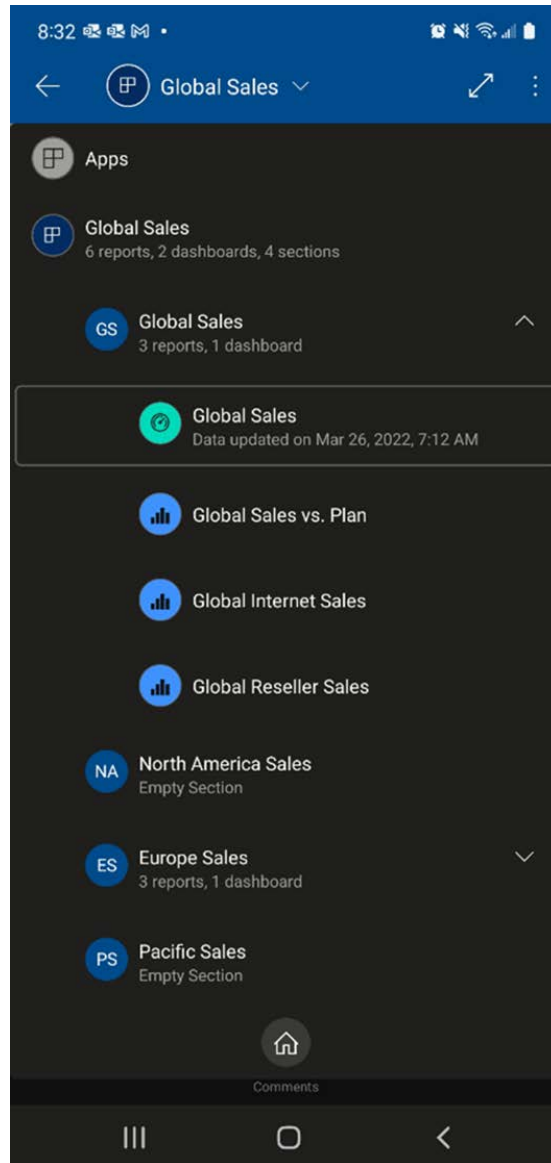 8:32
Global Sales
Apps
Global Sales
6 reports, 2 dashboards, 4 sections
GS
Global Sales
3 reports, 1 dashboard
Global Sales
Data updated on Mar 26, 2022, 7:12 AM
Global Sales vs. Plan
Global Internet Sales
Global Reseller Sales
NA
North America Sales
Empty Section
ES
Europe Sales
3 reports, 1 dashboard
PS
Pacific Sales
Empty Section
Comments